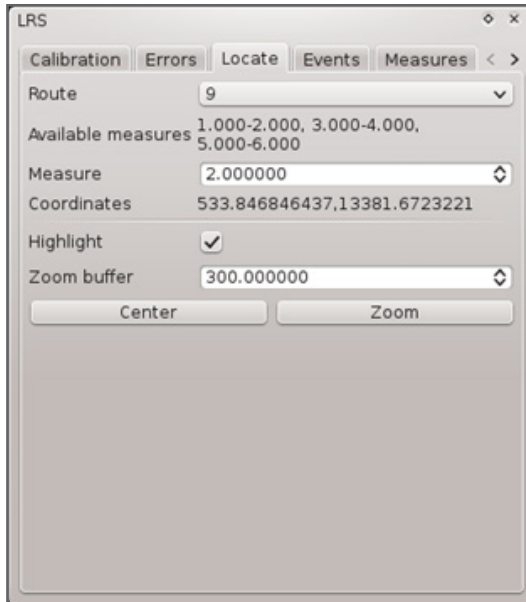 LRS
Calibration Errors Locate Events Measures
Route 9
Available measures 1.000-2.000, 3.000-4.000,
5.000-6.000
Measure 2.000000
Coordinates 533.846846437,13381.6723221
Highlight
Zoom buffer 300.000000
Center Zoom